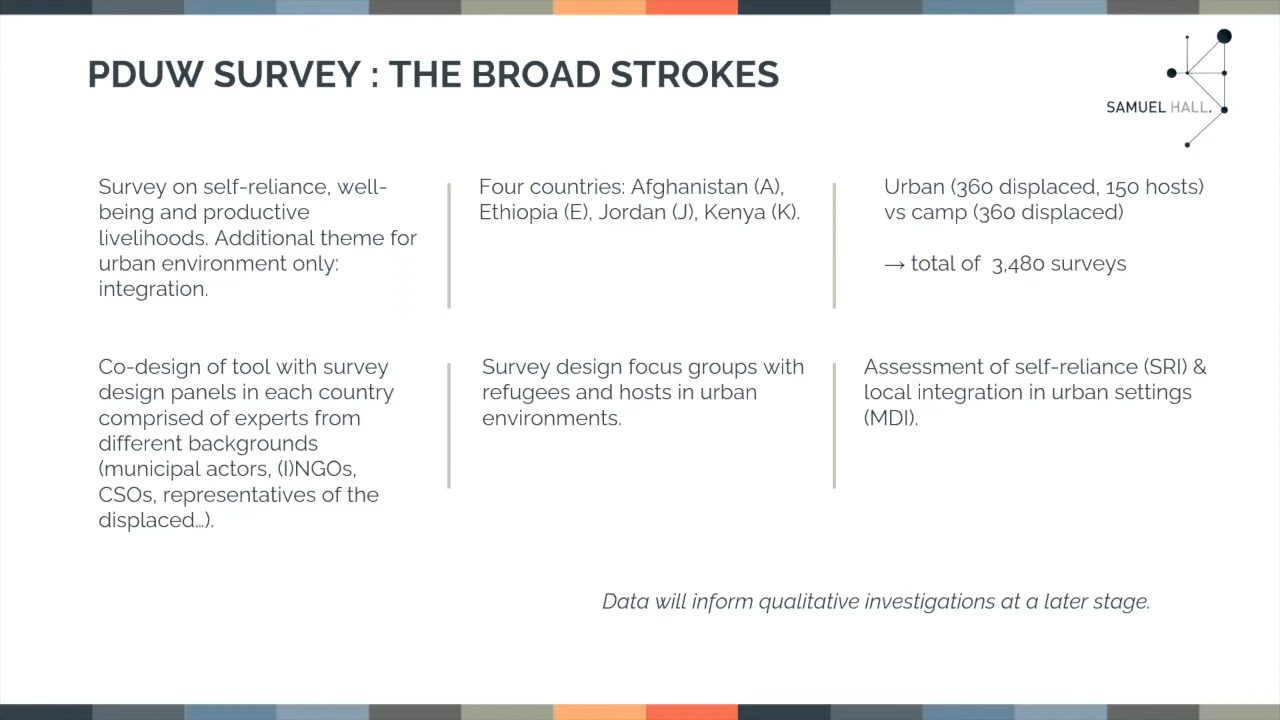 PDUW SURVEY : THE BROAD STROKES
SAMUEL HALL.
Survey on self-reliance, well-
being and productive
livelihoods. Additional theme for
urban environment only:
integration.
Four countries: Afghanistan (A),
Ethiopia (E), Jordan (J), Kenya (K).
Urban (360 displaced, 150 hosts)
vs camp (360 displaced)
→ total of 3,480 surveys
Co-design of tool with survey
design panels in each country
comprised of experts from
different backgrounds
(municipal actors, (I)NGOs,
CSOs, representatives of the
displaced…).
Survey design focus groups with
refugees and hosts in urban
environments.
Assessment of self-reliance (SRI) &
local integration in urban settings
(MDI).
Data will inform qualitative investigations at a later stage.